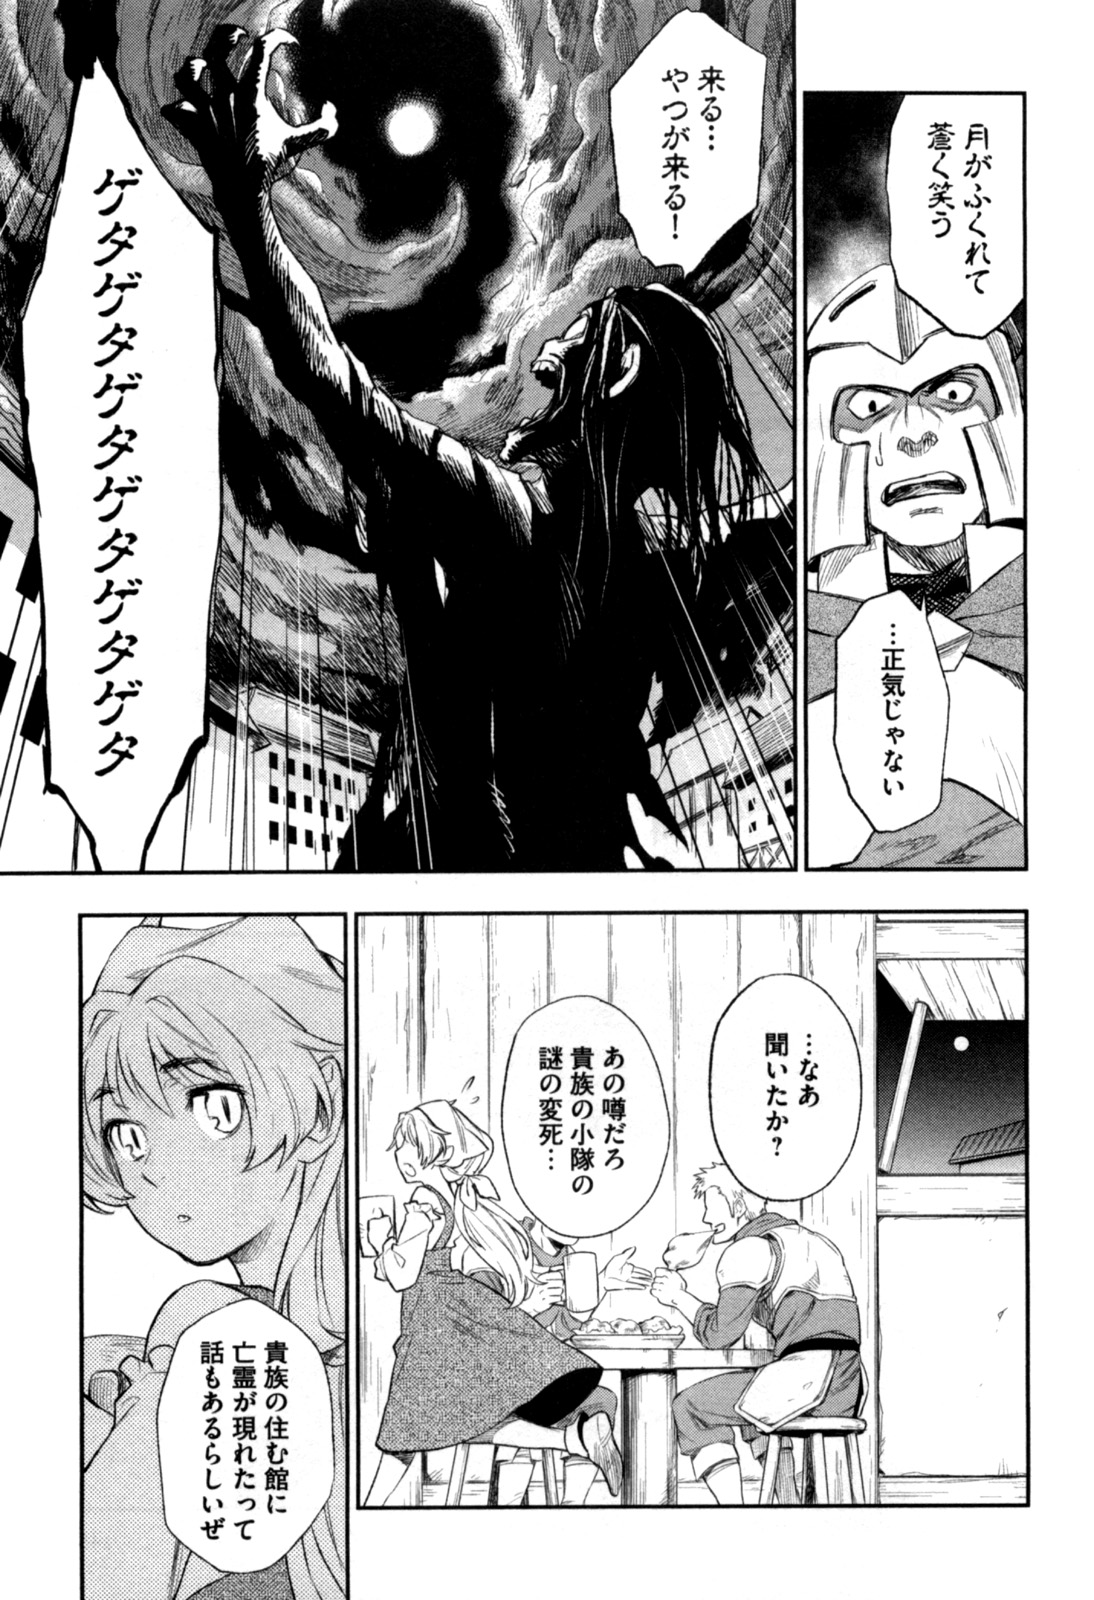 月がふくれて
蒼く笑う
…正気じゃない
来る…
やつが来る!
ゲタゲタゲタゲタゲタゲタゲタ
…なあ
聞いたか?
あの噂だろ
貴族の小隊の
謎の変死…
貴族の住む館に
亡霊が現れたって
話もあるらしいぜ